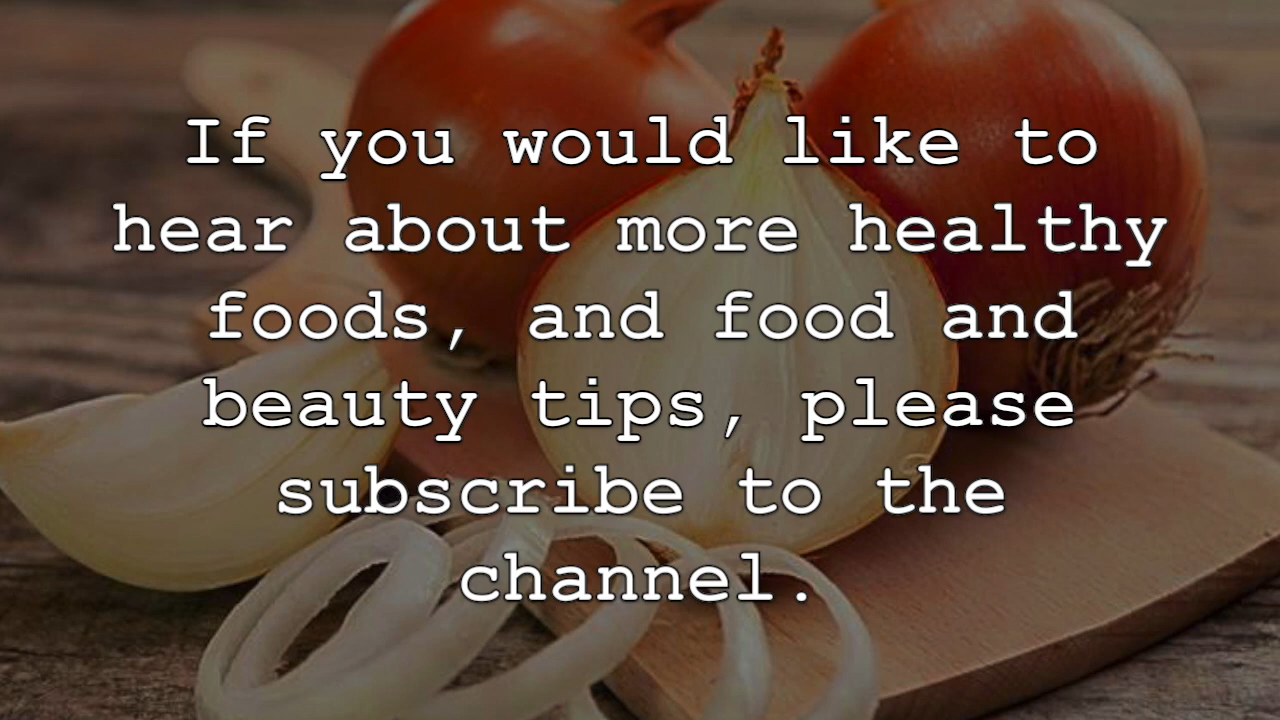 If you would like to
hear about more healthy
foods, and food and
beauty tips, please
subscribe to the
channel.